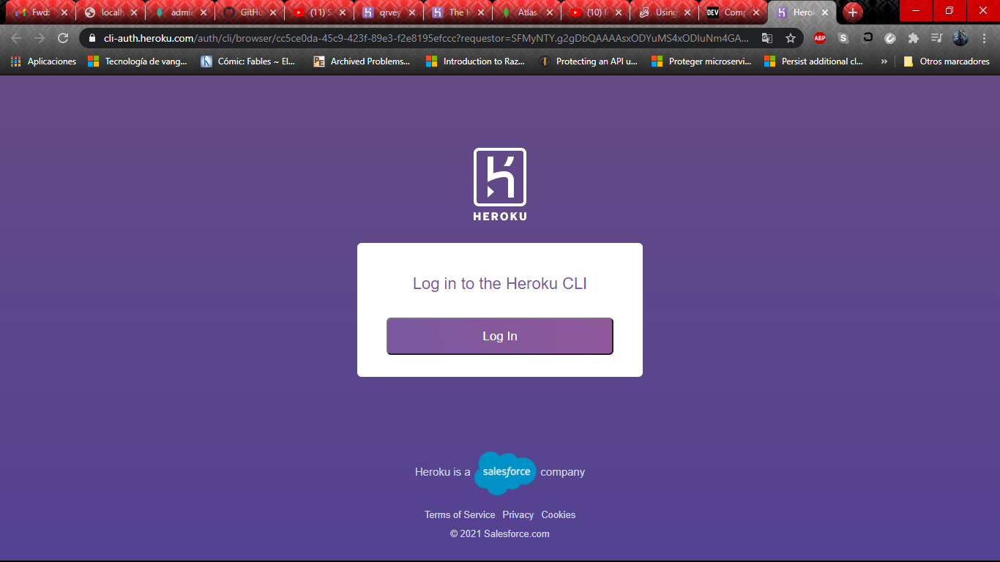 Fwd:
localh
admin
GitHu
(11) S
qrvey
The H
Atlas
(10) I
Using
DEV Comp
Herok
cli-auth.heroku.com/auth/cli/browser/cc5ce0da-45c9-423f-89e3-f2e8195efccc?requestor=SFMyNTY.g2gDbQAAAAsxODYuMS4xODIuNm4GA...
ABP
Aplicaciones
Tecnología de vang...
Cómic: Fables ~ El...
Archived Problems...
Introduction to Raz...
Protecting an API u...
Proteger microservi...
Persist additional cl...
»
Otros marcadores
HEROKU
Log in to the Heroku CLI
Log In
Heroku is a salesforce company
Terms of Service Privacy Cookies
© 2021 Salesforce.com